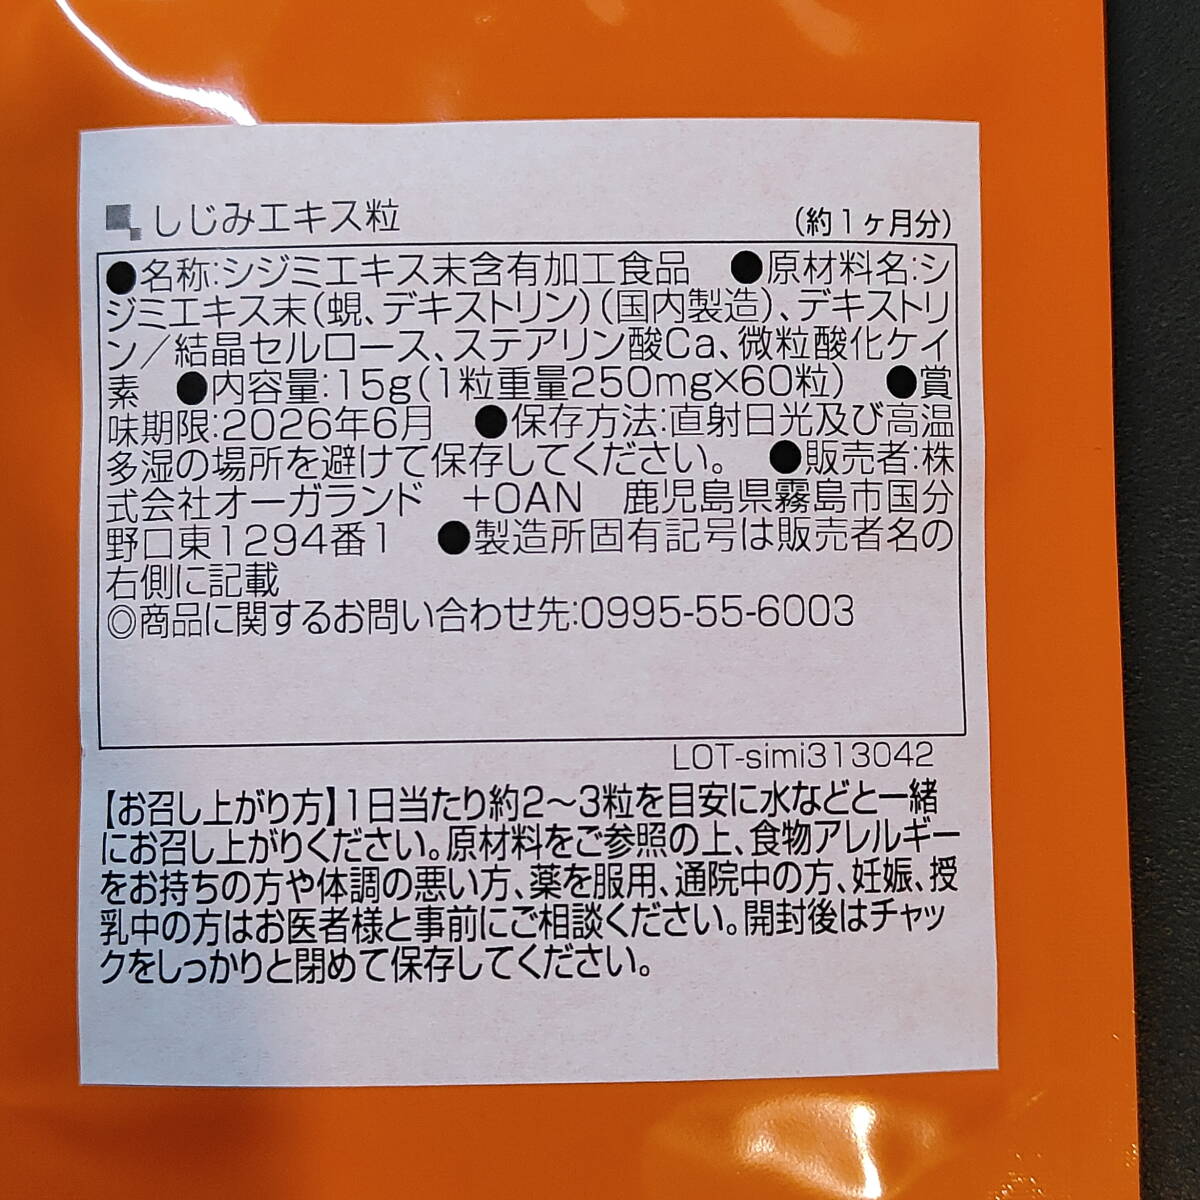 しじみエキス粒 (約1ヶ月分)
●名称:シジミエキス末含有加工食品 ●原材料名:シ
ジミエキス末(蜆、デキストリン)(国内製造)、デキストリ
ン/結晶セルロース、ステアリン酸Ca、微粒酸化ケイ
素 ●内容量:15g(1粒重量250mg×60粒) ●賞
味期限:2026年6月 ●保存方法:直射日光及び高温
多湿の場所を避けて保存してください。 ●販売者:株
式会社オーガランド +OAN 鹿児島県霧島市国分
野口東1294番1 ●製造所固有記号は販売者名の
右側に記載
◎商品に関するお問い合わせ先:0995-55-6003
LOT-simi313042
【お召し上がり方】1日当たり約2～3粒を目安に水などと一緒
にお召し上がりください。原材料をご参照の上、食物アレルギー
をお持ちの方や体調の悪い方、薬を服用、通院中の方、妊娠、授
乳中の方はお医者様と事前にご相談ください。開封後はチャッ
クをしっかりと閉めて保存してください。